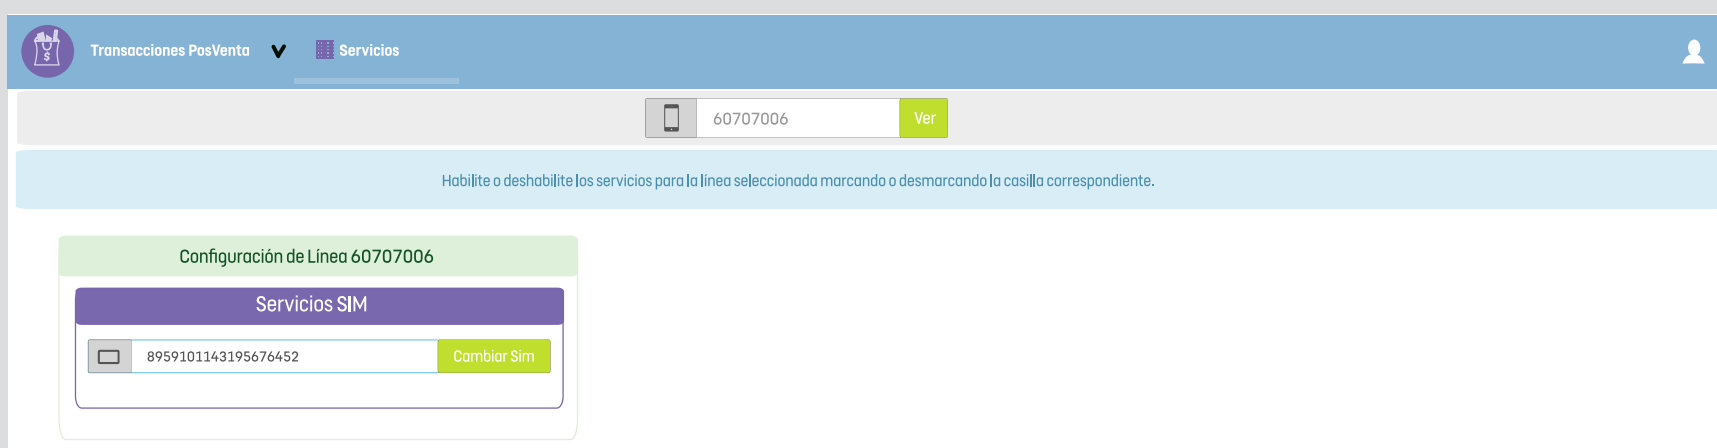 Transacciones PosVenta
Servicios
60707006
Ver
Habilite o deshabilite los servicios para la línea seleccionada marcando o desmarcando la casilla correspondiente.
Configuración de Línea 60707006
Servicios SIM
8959101143195676452
Cambiar Sim